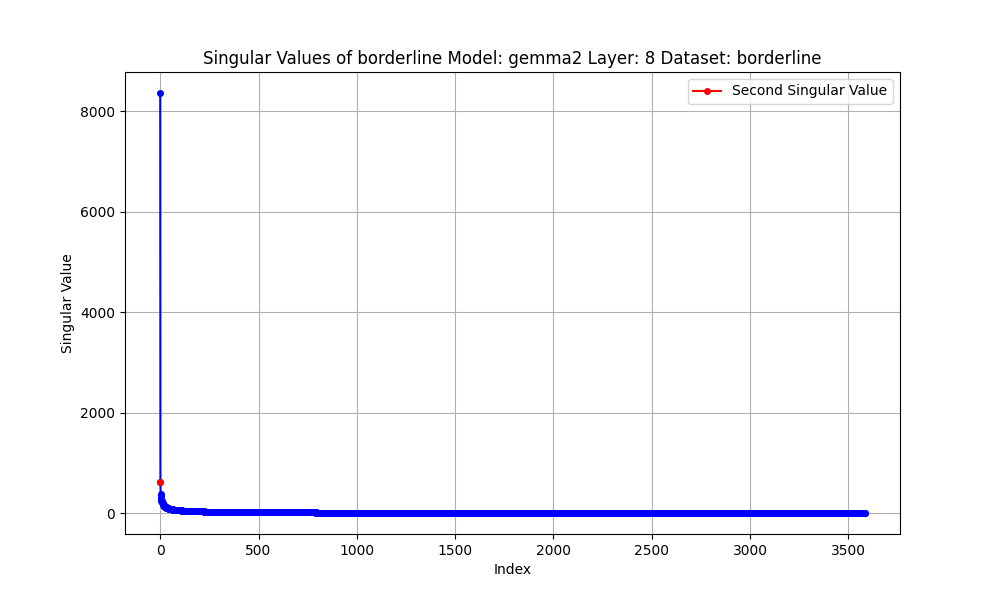 Singular Values of borderline Model: gemma2 Layer: 8 Dataset: borderline
Second Singular Value
8000
6000
4000
2000
0
Singular Value
0 500 1000 1500 2000 2500 3000 3500
Index